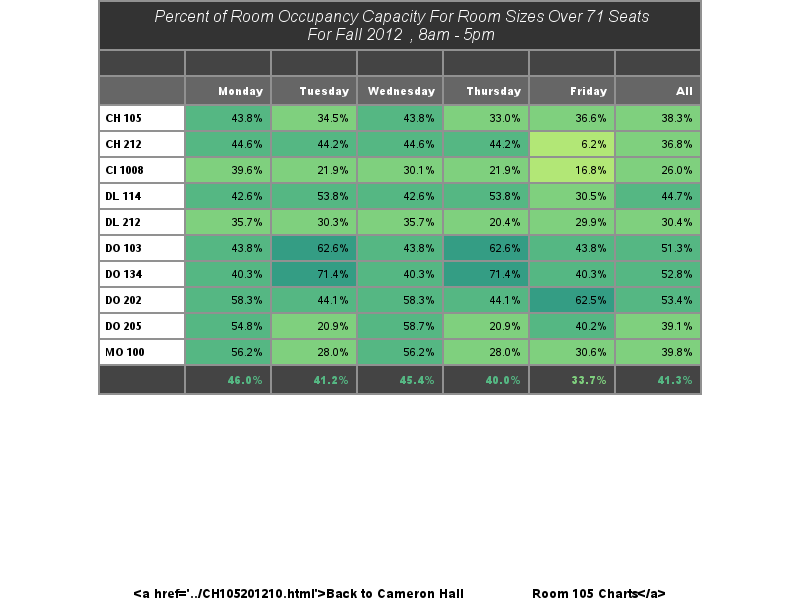 Percent of Room Occupancy Capacity For Room Sizes Over 71 Seats
For Fall 2012 , 8am - 5pm
Monday Tuesday Wednesday Thursday Friday All
CH 105 43.8% 34.5% 43.8% 33.0% 36.6% 38.3%
CH 212 44.6% 44.2% 44.6% 44.2% 6.2% 36.8%
CI 1008 39.6% 21.9% 30.1% 21.9% 16.8% 26.0%
DL 114 42.6% 53.8% 42.6% 53.8% 30.5% 44.7%
DL 212 35.7% 30.3% 35.7% 20.4% 29.9% 30.4%
DO 103 43.8% 62.6% 43.8% 62.6% 43.8% 51.3%
DO 134 40.3% 71.4% 40.3% 71.4% 40.3% 52.8%
DO 202 58.3% 44.1% 58.3% 44.1% 62.5% 53.4%
DO 205 54.8% 20.9% 58.7% 20.9% 40.2% 39.1%
MO 100 56.2% 28.0% 56.2% 28.0% 30.6% 39.8%
46.0% 41.2% 45.4% 40.0% 33.7% 41.3%
<a href='../CH105201210.html'>Back to Cameron Hall Room 105 Charts</a>